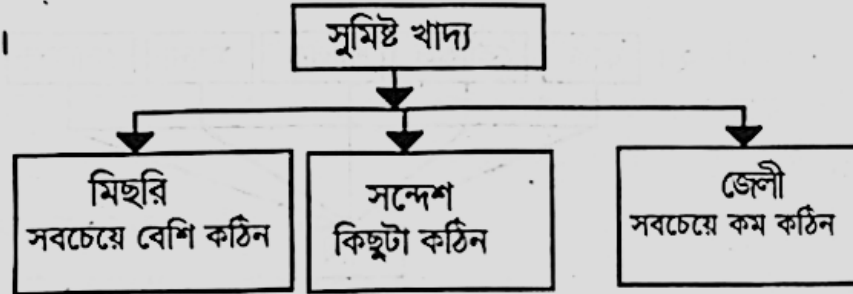 ।
সুমিষ্ট খাদ্য
মিছরি
সবচেয়ে বেশি কঠিন
সন্দেশ
কিছুটা কঠিন
জেলী
সবচেয়ে কম কঠিন